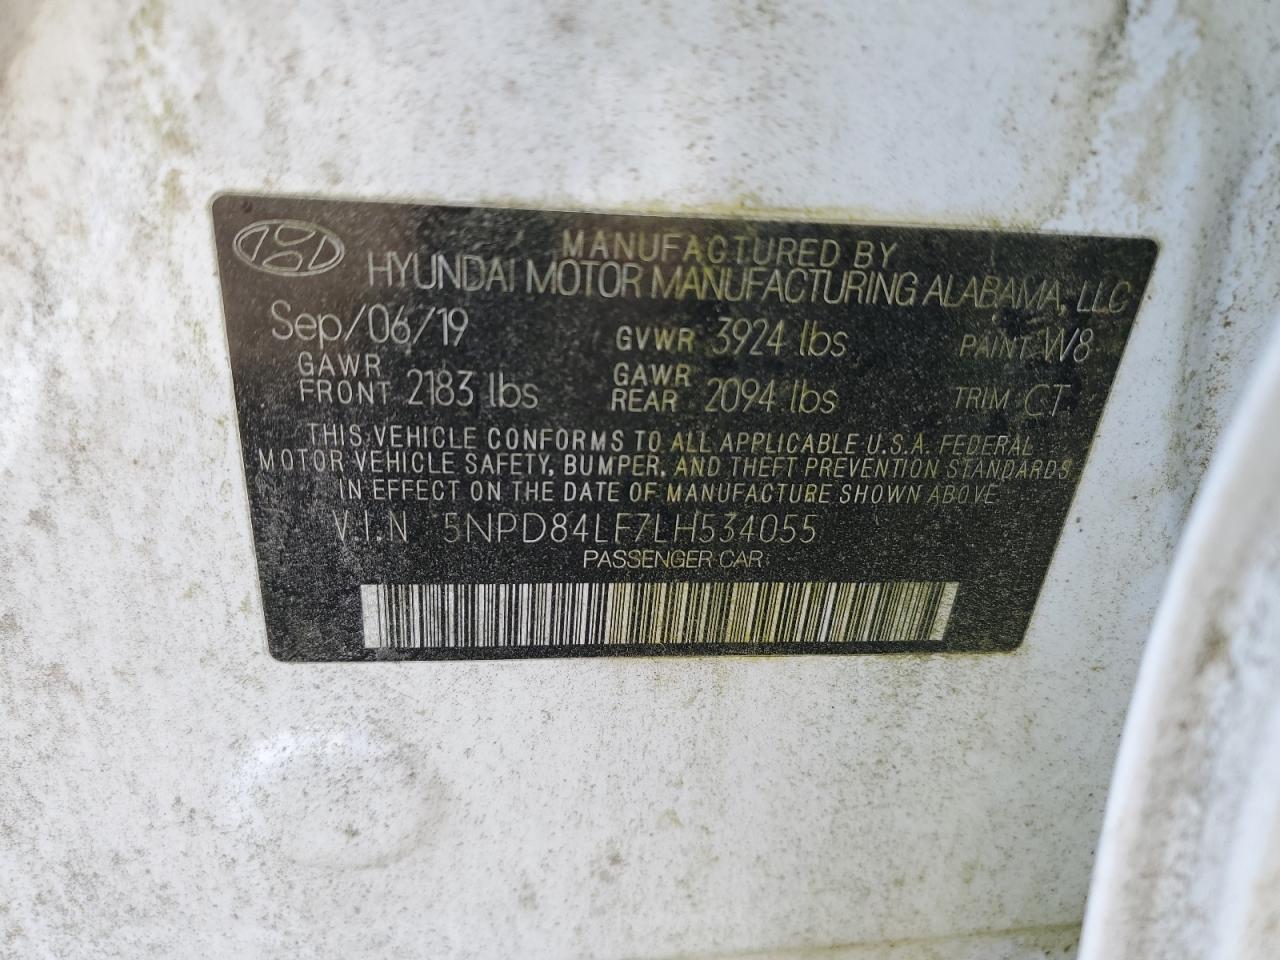 MANUFACTURED BY
HYUNDAI MOTOR MANUFACTURING ALABAMA, LLC
Sep/06/19 GVWR 3924 lbs PAINT W8
GAWR FRONT 2183 lbs GAWR REAR 2094 lbs TRIM CT
THIS VEHICLE CONFORMS TO ALL APPLICABLE U.S.A. FEDERAL
MOTOR VEHICLE SAFETY, BUMPER, AND THEFT PREVENTION STANDARDS
IN EFFECT ON THE DATE OF MANUFACTURE SHOWN ABOVE
V.I.N 5NPD84LF7LH534055
PASSENGER CAR